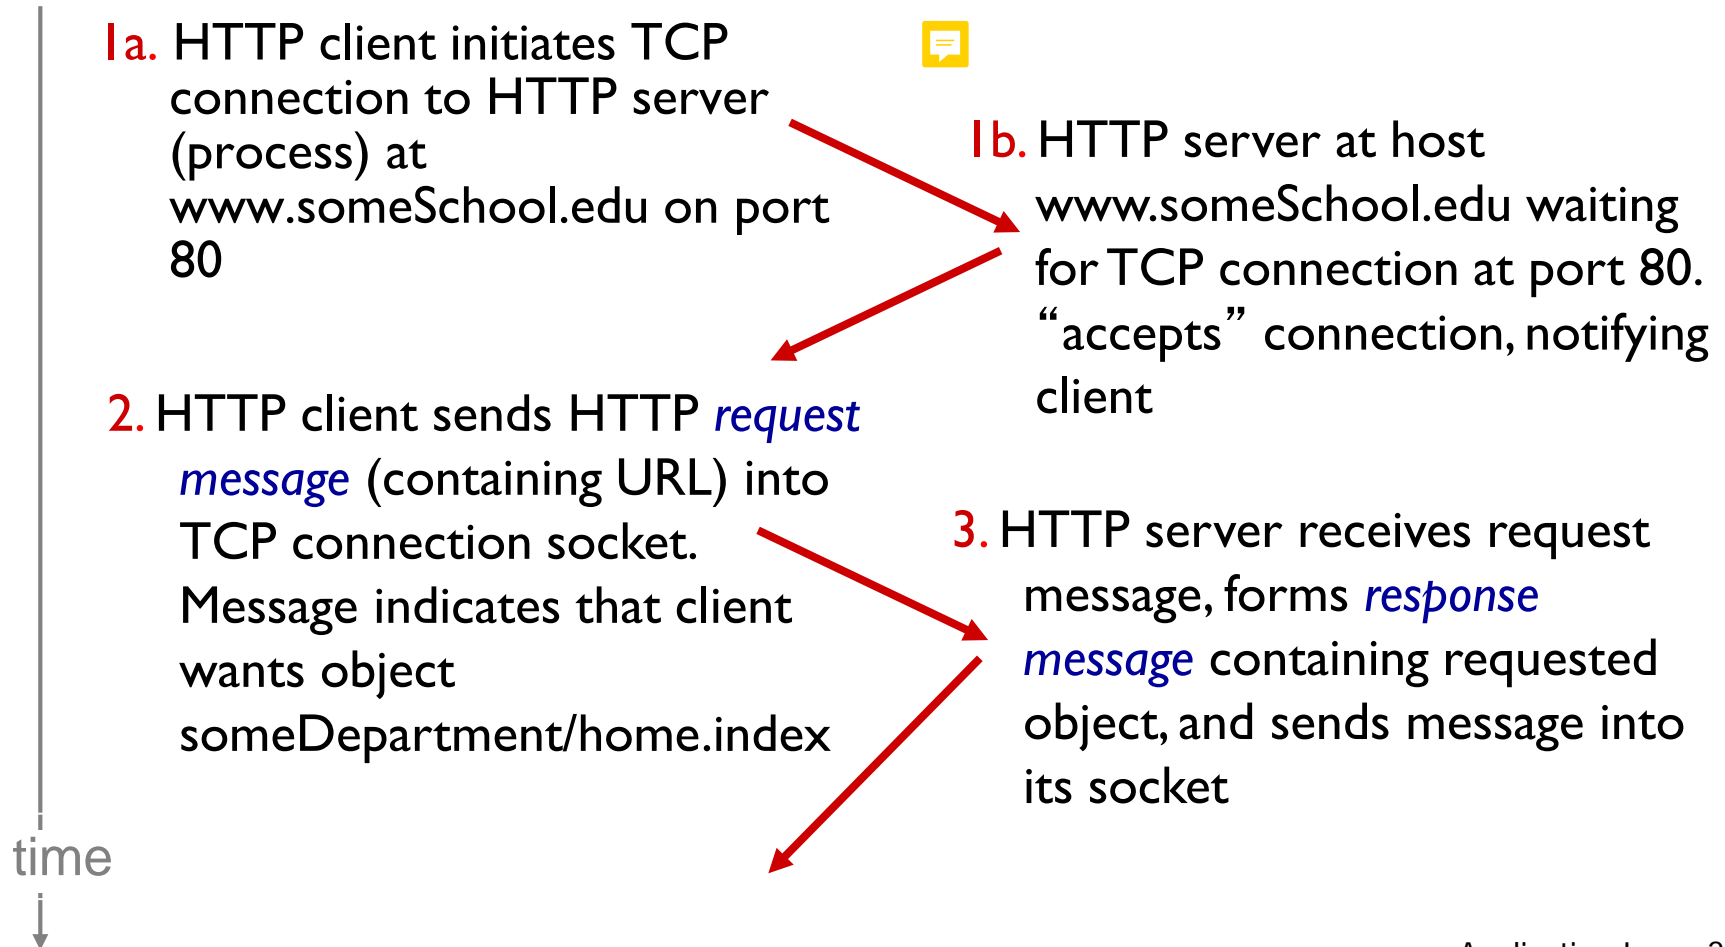 1a. HTTP client initiates TCP
connection to HTTP server
(process) at
www.someSchool.edu on port
80
1b. HTTP server at host
www.someSchool.edu waiting
for TCP connection at port 80.
“accepts” connection, notifying
client
2. HTTP client sends HTTP request
message (containing URL) into
TCP connection socket.
Message indicates that client
wants object
someDepartment/home.index
3. HTTP server receives request
message, forms response
message containing requested
object, and sends message into
its socket
time